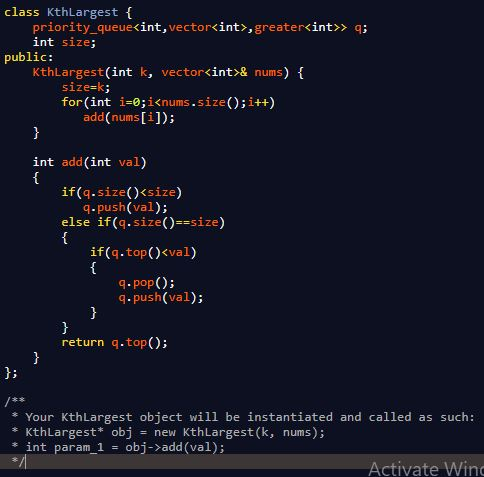 class KthLargest {
    priority_queue<int,vector<int>,greater<int>> q;
    int size;
public:
    KthLargest(int k, vector<int>& nums) {
        size=k;
        for(int i=0;i<nums.size();i++)
            add(nums[i]);
    }

    int add(int val)
    {
        if(q.size()<size)
           q.push(val);
        else if(q.size()==size)
        {
            if(q.top()<val)
            {
                q.pop();
                q.push(val);
            }
        }
        return q.top();
    }
};

/**
 * Your KthLargest object will be instantiated and called as such:
 * KthLargest* obj = new KthLargest(k, nums);
 * int param_1 = obj->add(val);
 */
Activate